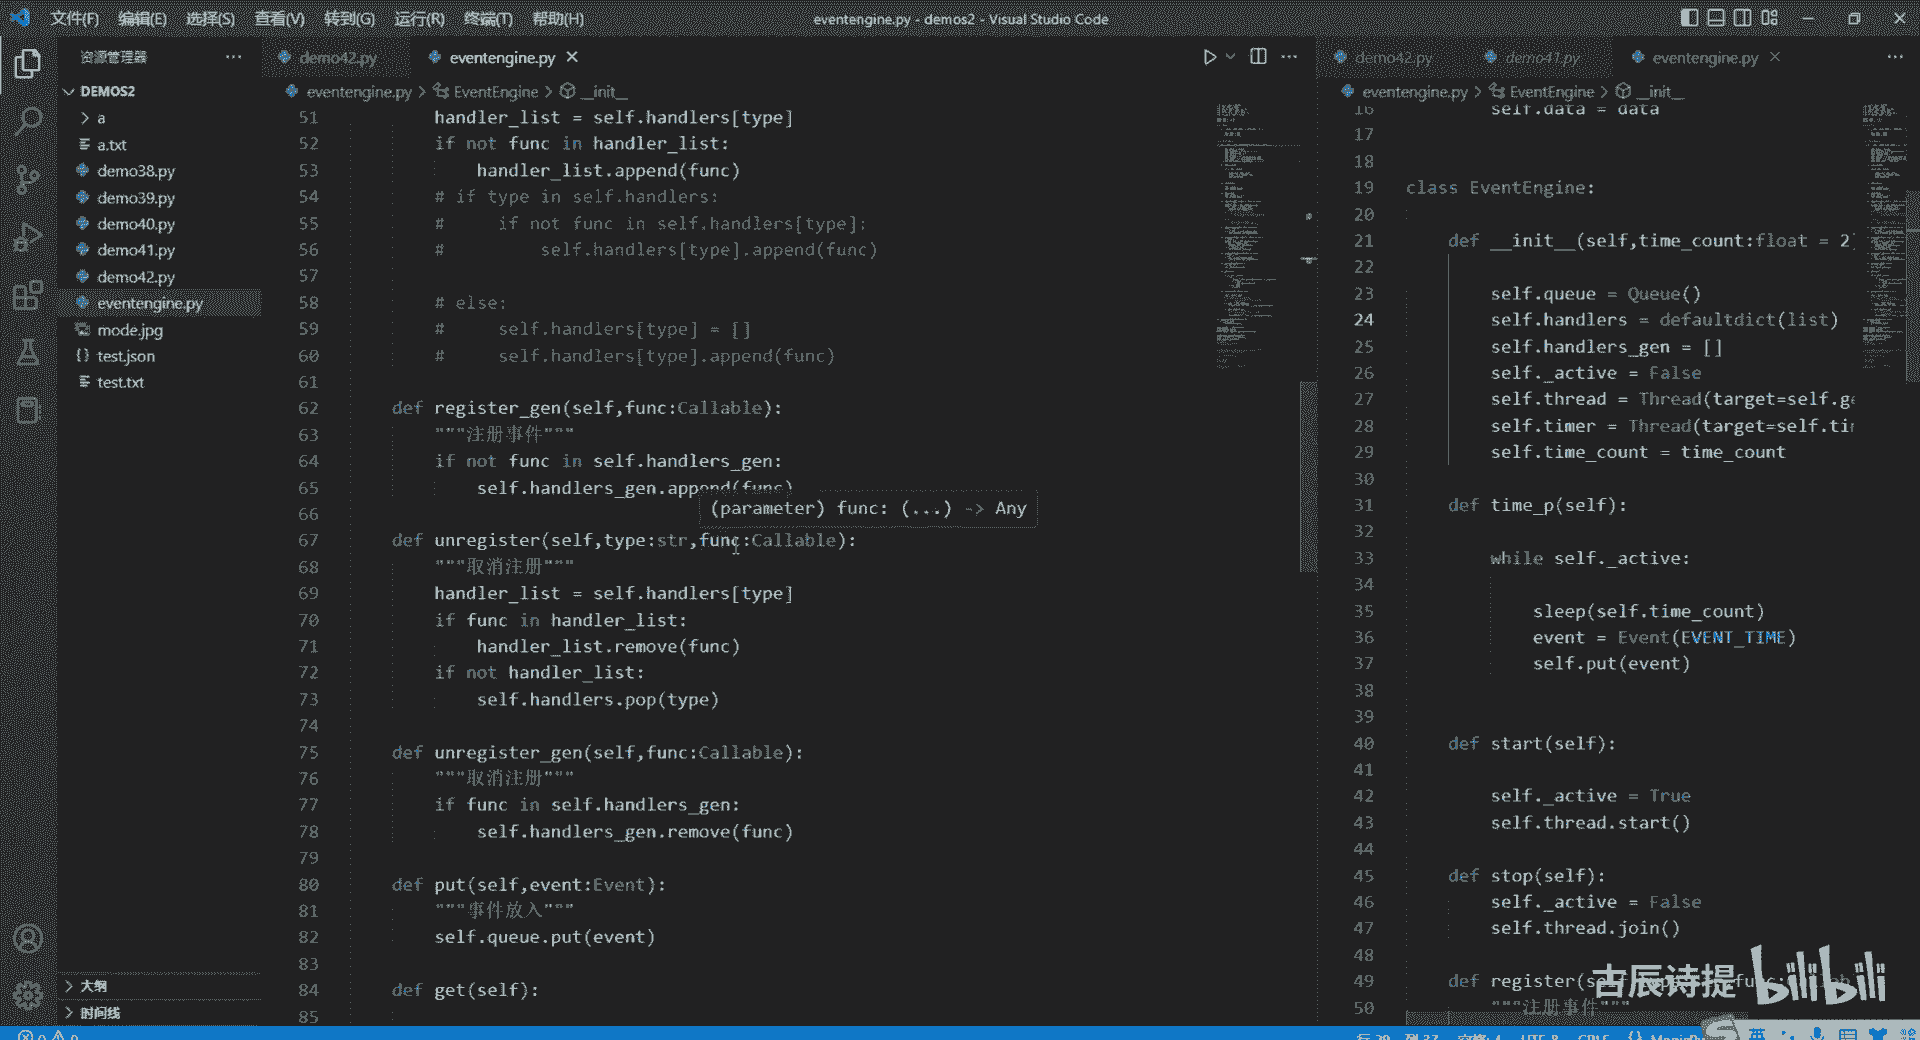 文件(F) 编辑(E) 选择(S) 查看(V) 转到(G) 运行(R) 终端(T) 帮助(H)
eventengine.py - demos2 - Visual Studio Code
资源管理器
DEMOS2
a
a.txt
demo38.py
demo39.py
demo40.py
demo41.py
demo42.py
eventengine.py
mode.jpg
test.json
test.txt
大纲
时间线
demo42.py eventengine.py
eventengine.py > EventEngine > __init__
51 handler_list = self.handlers[type]
52 if not func in handler_list:
53 handler_list.append(func)
54 # if type in self.handlers:
55 # if not func in self.handlers[type]:
56 # self.handlers[type].append(func)
57
58 # else:
59 # self.handlers[type] = []
60 # self.handlers[type].append(func)
61
62 def register_gen(self,func:Callable):
63 """注册事件"""
64 if not func in self.handlers_gen:
65 self.handlers_gen.append(func)
(parameter) func: (...) -> Any
66
67 def unregister(self,type:str,func:Callable):
68 """取消注册"""
69 handler_list = self.handlers[type]
70 if func in handler_list:
71 handler_list.remove(func)
72 if not handler_list:
73 self.handlers.pop(type)
74
75 def unregister_gen(self,func:Callable):
76 """取消注册"""
77 if func in self.handlers_gen:
78 self.handlers_gen.remove(func)
79
80 def put(self,event:Event):
81 """事件放入"""
82 self.queue.put(event)
83
84 def get(self):
85
demo42.py demo41.py eventengine.py
eventengine.py > EventEngine > __init__
16 self.data = data
17
18
19 class EventEngine:
20
21 def __init__(self,time_count:float = 2
22
23 self.queue = Queue()
24 self.handlers = defaultdict(list)
25 self.handlers_gen = []
26 self._active = False
27 self.thread = Thread(target=self.ge
28 self.timer = Thread(target=self.ti
29 self.time_count = time_count
30
31 def time_p(self):
32
33 while self._active:
34
35 sleep(self.time_count)
36 event = Event(EVENT_TIME)
37 self.put(event)
38
39
40 def start(self):
41
42 self._active = True
43 self.thread.start()
44
45 def stop(self):
46 self._active = False
47 self.thread.join()
48
49 def register(se
50 """注册事件"""
古辰诗提 bilibili
英